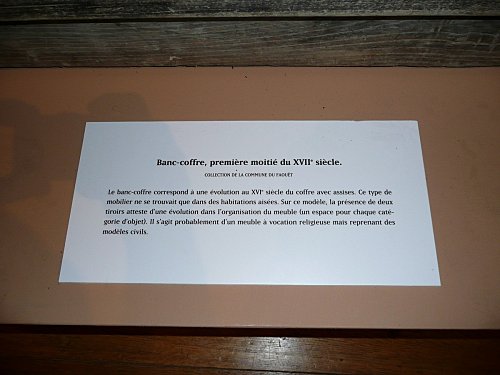 Banc-coffre, première moitié du XVIIe siècle.
COLLECTION DE LA COMMUNE DU FAOUËT
Le banc-coffre correspond à une évolution au XVIe siècle du coffre avec assises. Ce type de
mobilier ne se trouvait que dans des habitations aisées. Sur ce modèle, la présence de deux
tiroirs atteste d'une évolution dans l'organisation du meuble (un espace pour chaque caté-
gorie d'objet). Il s'agit probablement d'un meuble à vocation religieuse mais reprenant des
modèles civils.